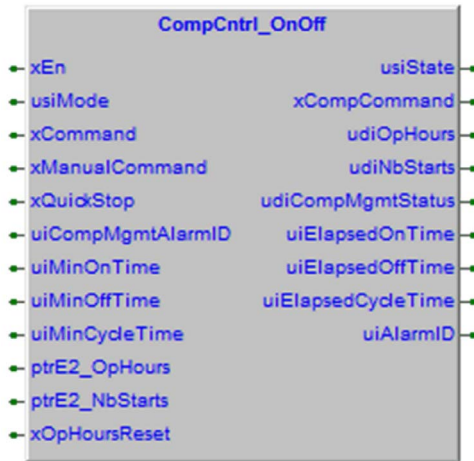 CompCntrl_OnOff
xEn usiState
usiMode xCompCommand
xCommand udiOpHours
xManualCommand udiNbStarts
xQuickStop udiCompMgmtStatus
uiCompMgmtAlarmID uiElapsedOnTime
uiMinOnTime uiElapsedOffTime
uiMinOffTime uiElapsedCycleTime
uiMinCycleTime uiAlarmID
ptrE2_OpHours
ptrE2_NbStarts
xOpHoursReset